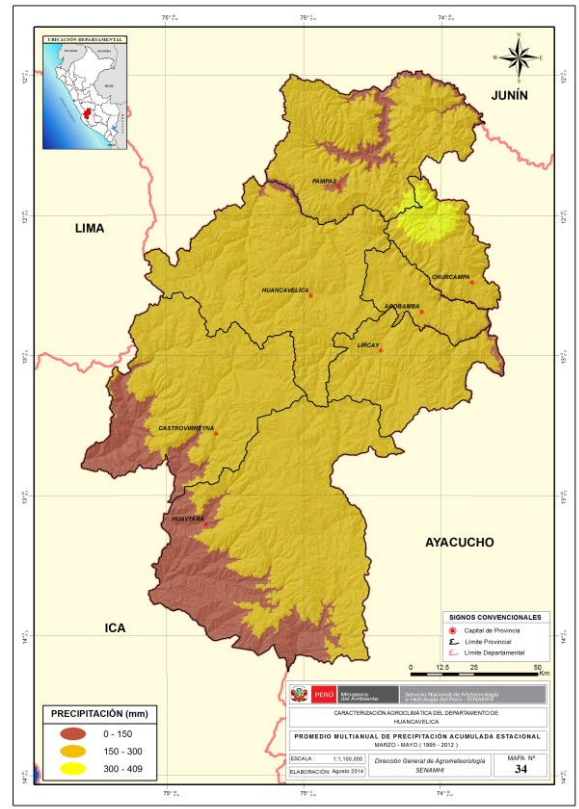 UBICACIÓN DEPARTAMENTAL
JUNÍN
LIMA
PAMPAS
CHURCAMPA
HUANCAVELICA
ACOBAMBA
LIRCAY
CASTROVIRREYNA
HUAYTARA
AYACUCHO
ICA
SIGNOS CONVENCIONALES
Capital de Provincia
Límite Provincial
Límite Departamental
0 12.5 25 50
Km
PRECIPITACIÓN (mm)
0 - 150
150 - 300
300 - 409
PERÚ Ministerio del Ambiente Servicio Nacional de Meteorología e Hidrología del Perú - SENAMHI
CARACTERIZACIÓN AGROCLIMÁTICA DEL DEPARTAMENTO DE
HUANCAVELICA
PROMEDIO MULTIANUAL DE PRECIPITACIÓN ACUMULADA ESTACIONAL
MARZO - MAYO ( 1995 - 2012 )
ESCALA : 1:1,100,000
ELABORACIÓN: Agosto 2014
Dirección General de Agrometeorología
SENAMHI
MAPA Nº
34